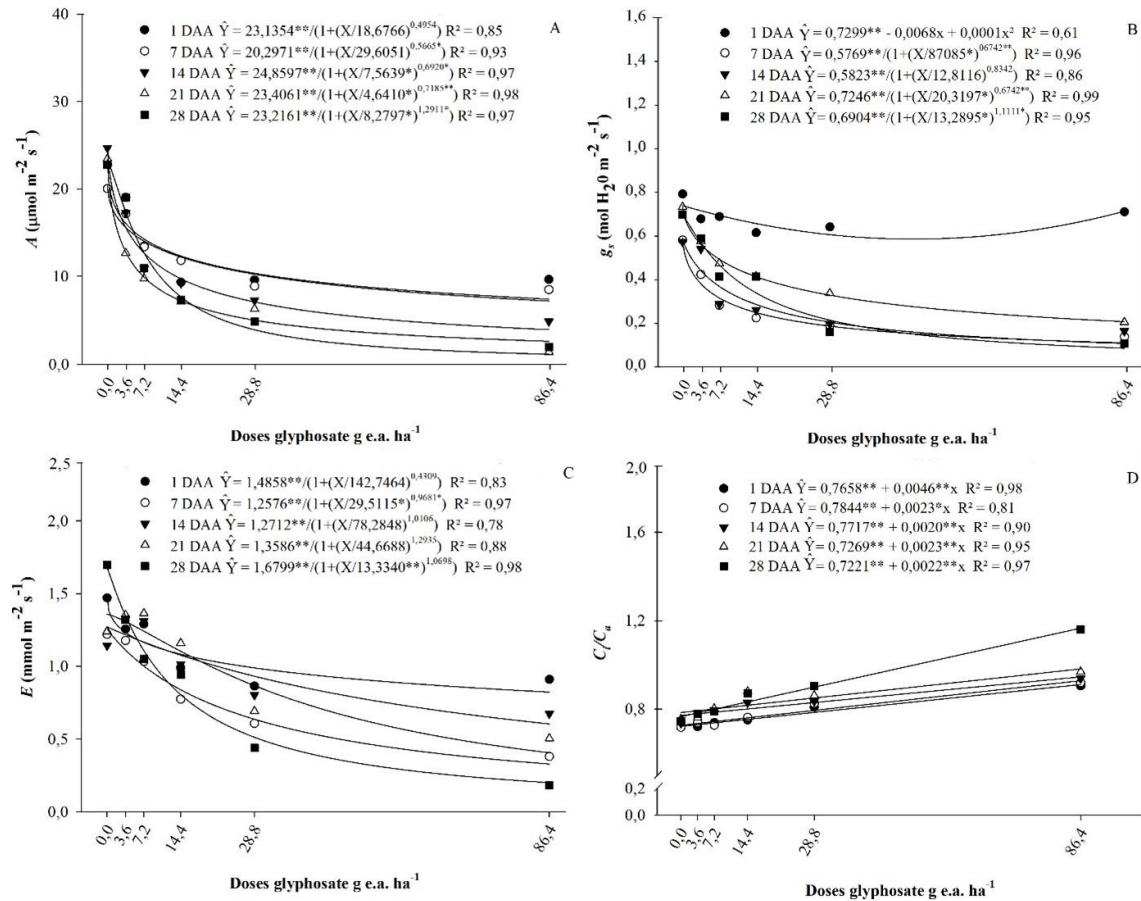 A
1 DAA Ŷ = 23,1354**/(1+(X/18,6766)^0,4954) R² = 0,85
7 DAA Ŷ = 20,2971**/(1+(X/29,6051)^0,5665*) R² = 0,93
14 DAA Ŷ = 24,8597**/(1+(X/7,5639*)^0,6920*) R² = 0,97
21 DAA Ŷ = 23,4061**/(1+(X/4,6410*)^0,7185**) R² = 0,98
28 DAA Ŷ = 23,2161**/(1+(X/8,2797*)^1,2911*) R² = 0,97
40
30
20
10
0,0
A (µmol m⁻² s⁻¹)
0,0 3,6 7,2 14,4 28,8 86,4
Doses glyphosate g e.a. ha⁻¹
B
1 DAA Ŷ = 0,7299** - 0,0068x + 0,0001x² R² = 0,61
7 DAA Ŷ = 0,5769**/(1+(X/87085*)^06742**) R² = 0,96
14 DAA Ŷ = 0,5823**/(1+(X/12,8116)^0,8342) R² = 0,86
21 DAA Ŷ = 0,7246**/(1+(X/20,3197*)^0,6742**) R² = 0,99
28 DAA Ŷ = 0,6904**/(1+(X/13,2895*)^1,1111*) R² = 0,95
1,6
1,4
1,2
1,0
0,8
0,6
0,4
0,2
0,0
gs (mol H₂0 m⁻² s⁻¹)
0,0 3,6 7,2 14,4 28,8 86,4
Doses glyphosate g e.a. ha⁻¹
C
1 DAA Ŷ = 1,4858**/(1+(X/142,7464)^0,4309) R² = 0,83
7 DAA Ŷ = 1,2576**/(1+(X/29,5115*)^0,9681*) R² = 0,97
14 DAA Ŷ = 1,2712**/(1+(X/78,2848)^1,0106) R² = 0,78
21 DAA Ŷ = 1,3586**/(1+(X/44,6688)^1,2935) R² = 0,88
28 DAA Ŷ = 1,6799**/(1+(X/13,3340**)^1,0698) R² = 0,98
2,5
2,0
1,5
1,0
0,5
0,0
E (mmol m⁻² s⁻¹)
0,0 3,6 7,2 14,4 28,8 86,4
Doses glyphosate g e.a. ha⁻¹
D
1 DAA Ŷ = 0,7658** + 0,0046**x R² = 0,98
7 DAA Ŷ = 0,7844** + 0,0023*x R² = 0,81
14 DAA Ŷ = 0,7717** + 0,0020**x R² = 0,90
21 DAA Ŷ = 0,7269** + 0,0023**x R² = 0,95
28 DAA Ŷ = 0,7221** + 0,0022**x R² = 0,97
2,0
1,6
1,2
0,8
0,2
0,0
Ci/Ca
0,0 3,6 7,2 14,4 28,8 86,4
Doses glyphosate g e.a. ha⁻¹